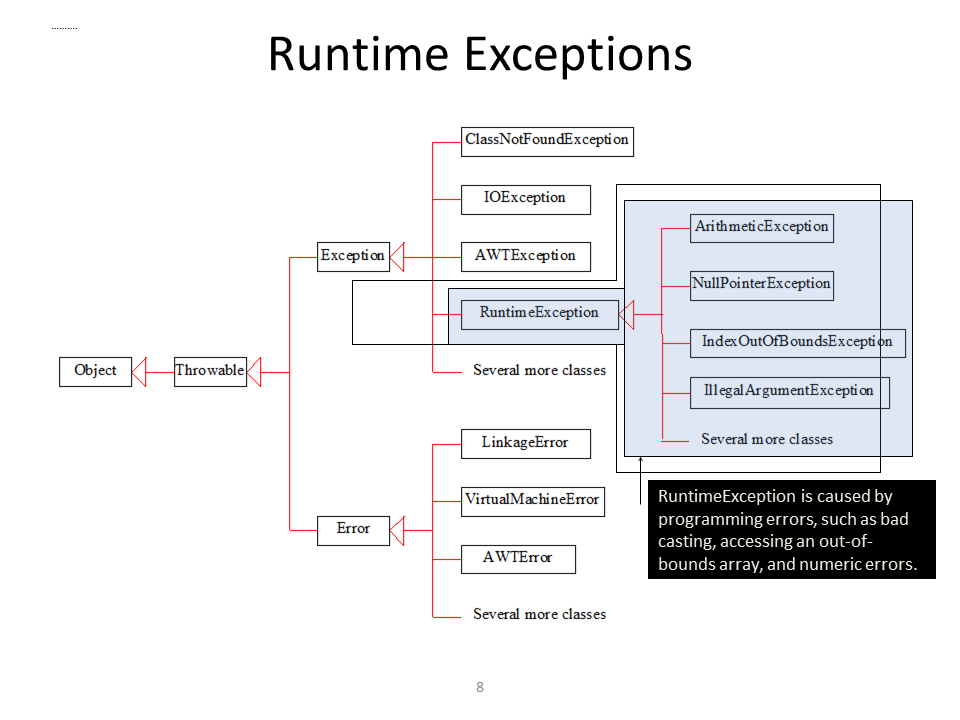 ..........
Runtime Exceptions
ClassNotFoundException
IOException
ArithmeticException
Exception
AWTException
NullPointerException
RuntimeException
IndexOutOfBoundsException
Object
Throwable
Several more classes
IllegalArgumentException
Several more classes
LinkageError
VirtualMachineError
Error
AWTError
Several more classes
RuntimeException is caused by
programming errors, such as bad
casting, accessing an out-of-
bounds array, and numeric errors.
8